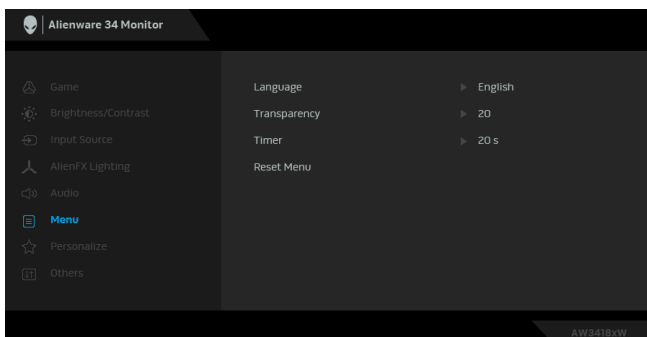 Alienware 34 Monitor
Game
Language English
Brightness/Contrast
Transparency 20
Input Source
Timer 20 s
AlienFX Lighting
Reset Menu
Audio
Menu
Personalize
Others
AW3418xW